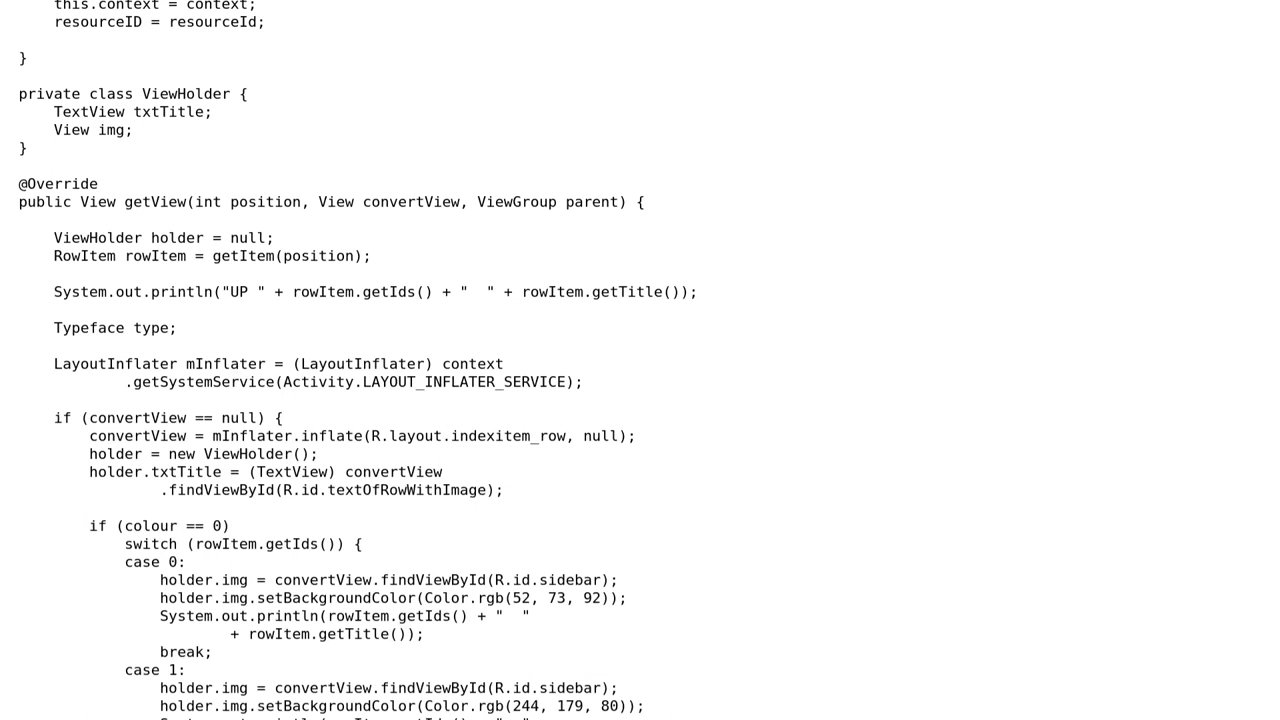 this.context = context;
resourceID = resourceId;
}
private class ViewHolder {
TextView txtTitle;
View img;
}
@Override
public View getView(int position, View convertView, ViewGroup parent) {
ViewHolder holder = null;
RowItem rowItem = getItem(position);
System.out.println("UP " + rowItem.getIds() + "  " + rowItem.getTitle());
Typeface type;
LayoutInflater mInflater = (LayoutInflater) context
.getSystemService(Activity.LAYOUT_INFLATER_SERVICE);
if (convertView == null) {
convertView = mInflater.inflate(R.layout.indexitem_row, null);
holder = new ViewHolder();
holder.txtTitle = (TextView) convertView
.findViewById(R.id.textOfRowWithImage);
if (colour == 0)
switch (rowItem.getIds()) {
case 0:
holder.img = convertView.findViewById(R.id.sidebar);
holder.img.setBackgroundColor(Color.rgb(52, 73, 92));
System.out.println(rowItem.getIds() + "  "
+ rowItem.getTitle());
break;
case 1:
holder.img = convertView.findViewById(R.id.sidebar);
holder.img.setBackgroundColor(Color.rgb(244, 179, 80));